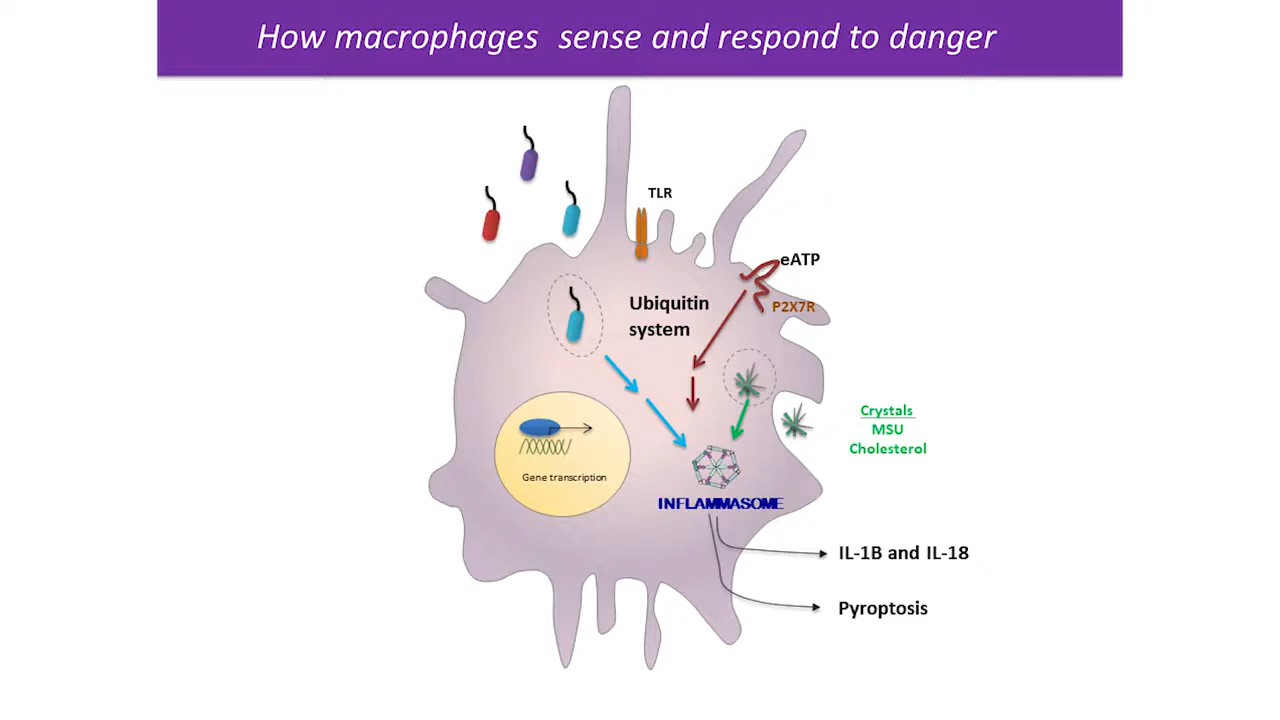 How macrophages sense and respond to danger
TLR
eATP
Ubiquitin
system
P2X7R
Crystals
MSU
Cholesterol
Gene transcription
INFLAMMASOME
IL-1B and IL-18
Pyroptosis